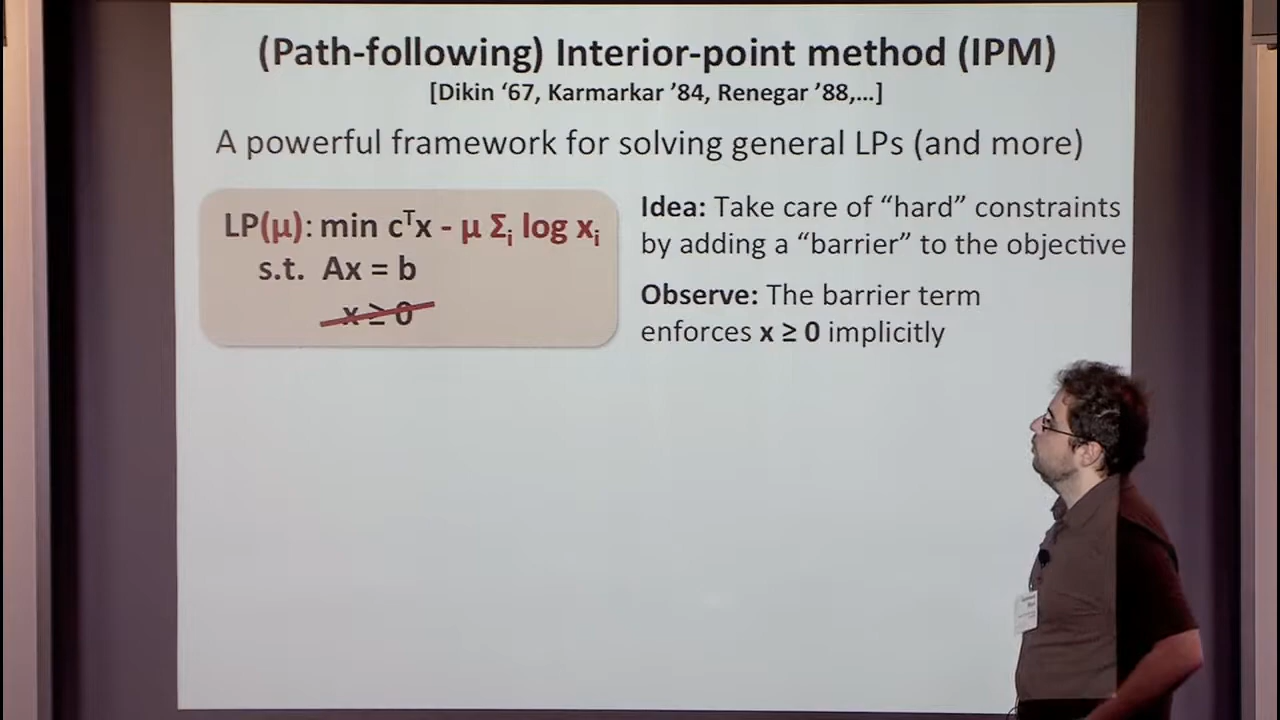 (Path-following) Interior-point method (IPM)
[Dikin ‘67, Karmarkar ’84, Renegar ’88,…]
A powerful framework for solving general LPs (and more)
LP(μ): min cᵀx - μ Σᵢ log xᵢ
s.t. Ax = b
x ≥ 0
Idea: Take care of “hard” constraints
by adding a “barrier” to the objective
Observe: The barrier term
enforces x ≥ 0 implicitly